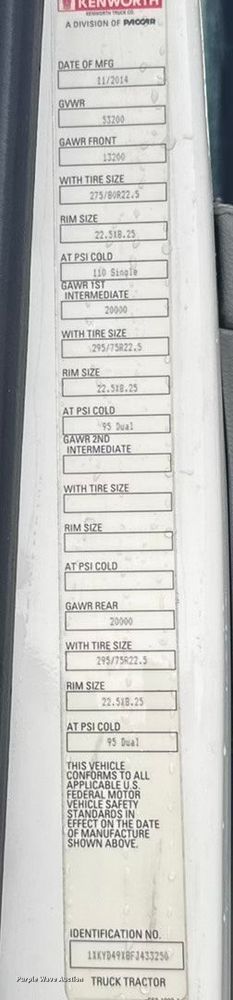 KENWORTH
KENWORTH TRUCK CO.
A DIVISION OF PACCAR
DATE OF MFG
11/2014
GVWR
53200
GAWR FRONT
13200
WITH TIRE SIZE
275/80R22.5
RIM SIZE
22.5X8.25
AT PSI COLD
110 Single
GAWR 1ST
INTERMEDIATE
20000
WITH TIRE SIZE
295/75R22.5
RIM SIZE
22.5X8.25
AT PSI COLD
95 Dual
GAWR 2ND
INTERMEDIATE
WITH TIRE SIZE
RIM SIZE
AT PSI COLD
GAWR REAR
20000
WITH TIRE SIZE
295/75R22.5
RIM SIZE
22.5X8.25
AT PSI COLD
95 Dual
THIS VEHICLE
CONFORMS TO ALL
APPLICABLE U.S.
FEDERAL MOTOR
VEHICLE SAFETY
STANDARDS IN
EFFECT ON THE DATE
OF MANUFACTURE
SHOWN ABOVE.
IDENTIFICATION NO.
1XKYD49X8FJ433256
Purple Wave Auction
TRUCK TRACTOR